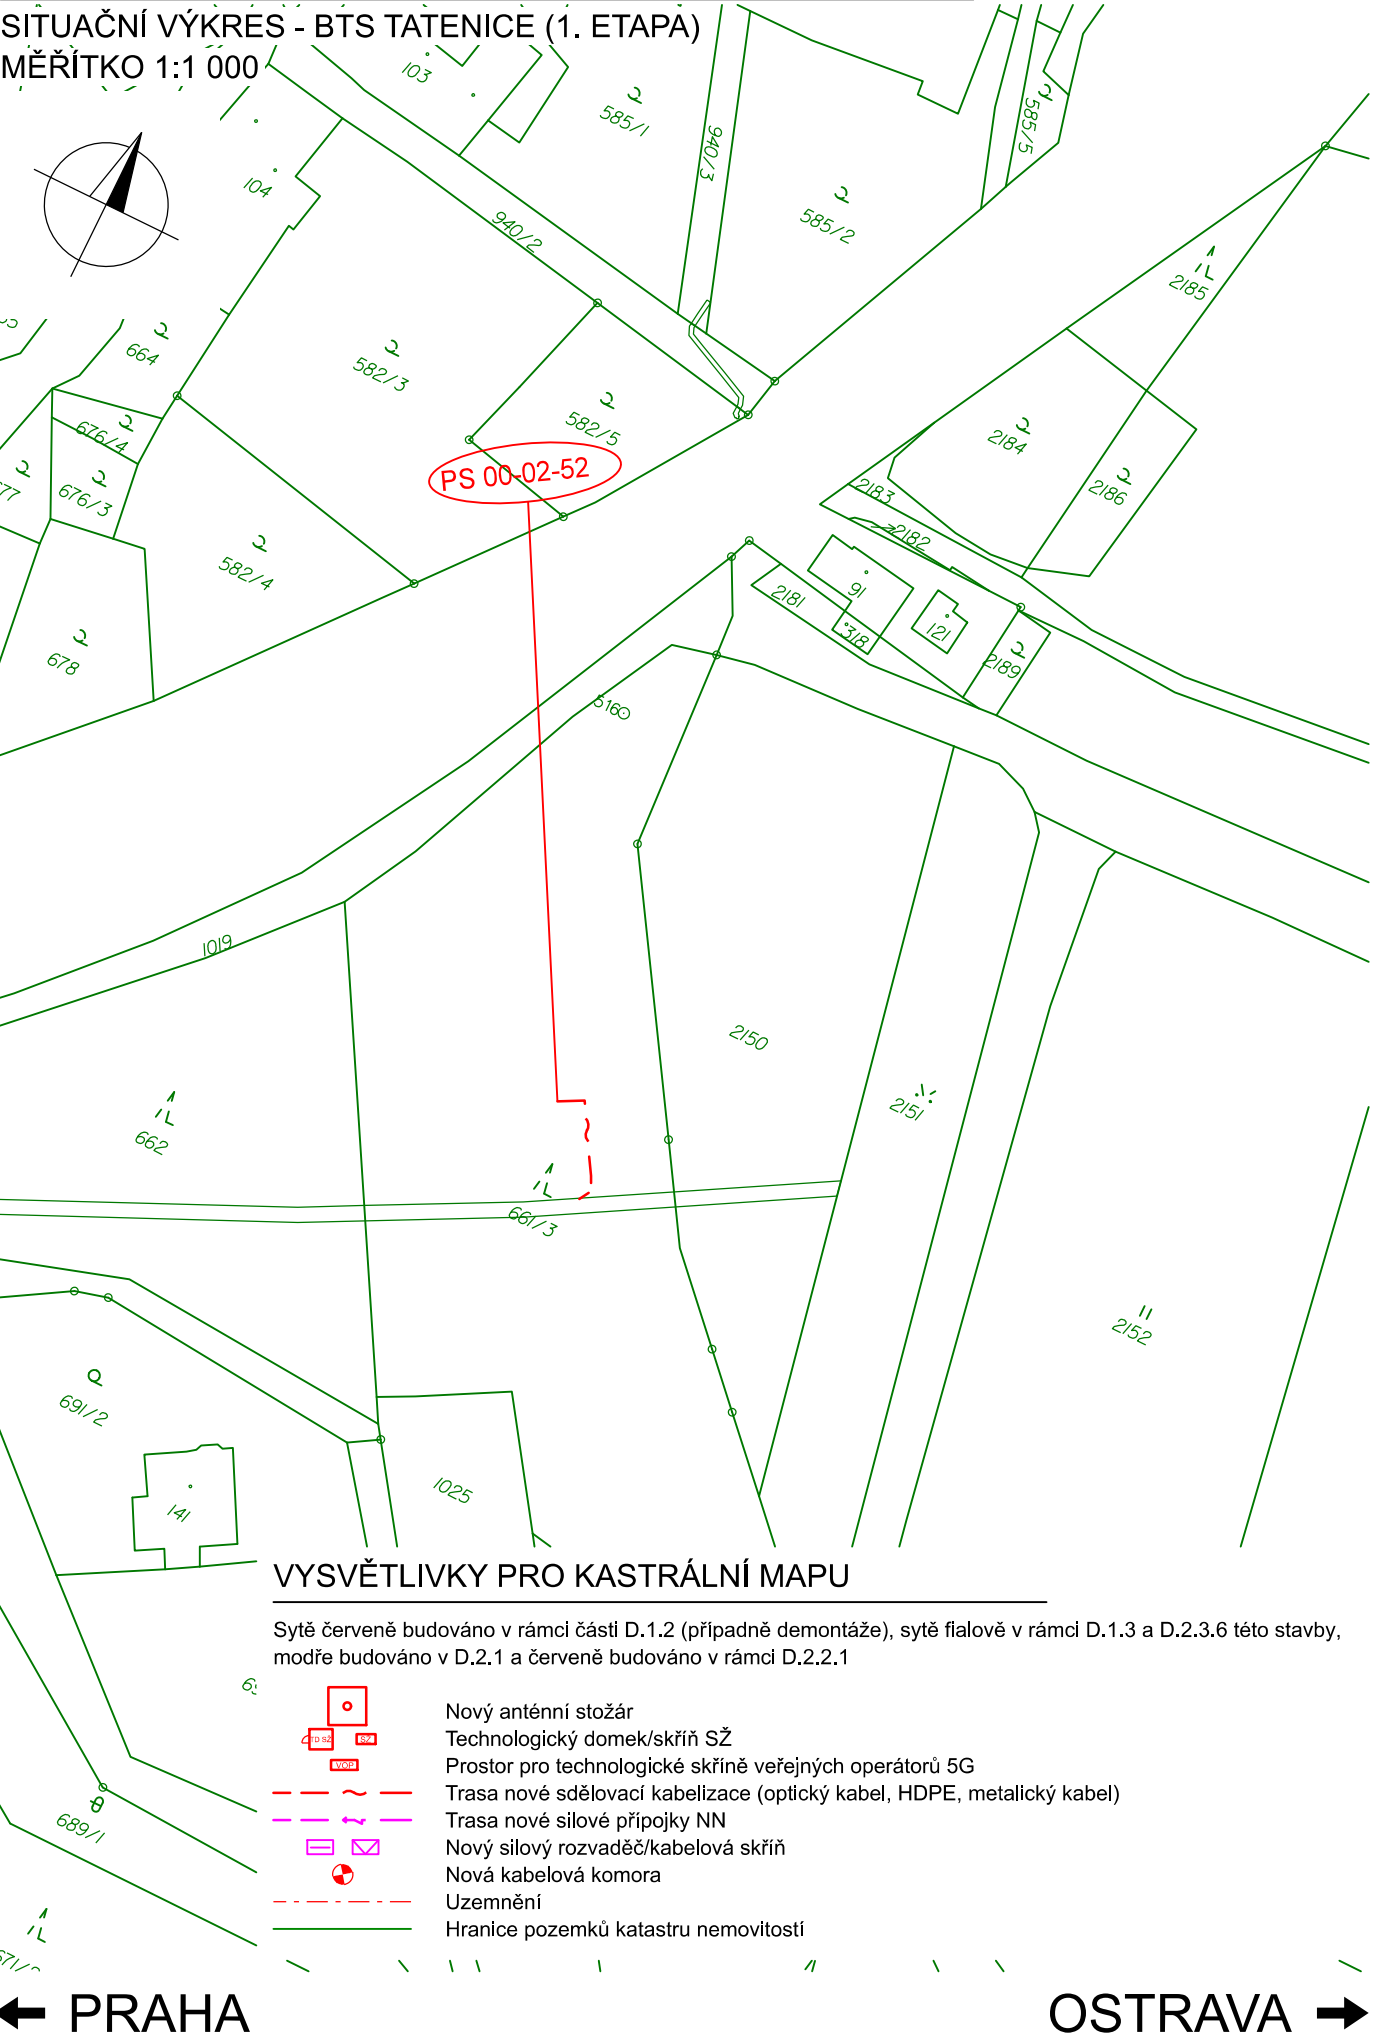 SITUAČNÍ VÝKRES - BTS TATENICE (1. ETAPA)
MĚŘÍTKO 1:1 000
103
585/1
940/3
585/5
104
940/2
585/2
2185
664
582/3
582/5
676/4
2184
PS 00-02-52
676/3
2183
2186
2182
582/4
2181
91
318
121
2189
678
5160
1019
2150
2151
662
661/3
2152
691/2
1025
141
VYSVĚTLIVKY PRO KASTRÁLNÍ MAPU
Sytě červeně budováno v rámci části D.1.2 (případně demontáže), sytě fialově v rámci D.1.3 a D.2.3.6 této stavby,
modře budováno v D.2.1 a červeně budováno v rámci D.2.2.1
Nový anténní stožár
TD SŽ SŽ Technologický domek/skříň SŽ
VOP Prostor pro technologické skříně veřejných operátorů 5G
Trasa nové sdělovací kabelizace (optický kabel, HDPE, metalický kabel)
Trasa nové silové přípojky NN
Nový silový rozvaděč/kabelová skříň
Nová kabelová komora
Uzemnění
Hranice pozemků katastru nemovitostí
689/1
PRAHA
OSTRAVA